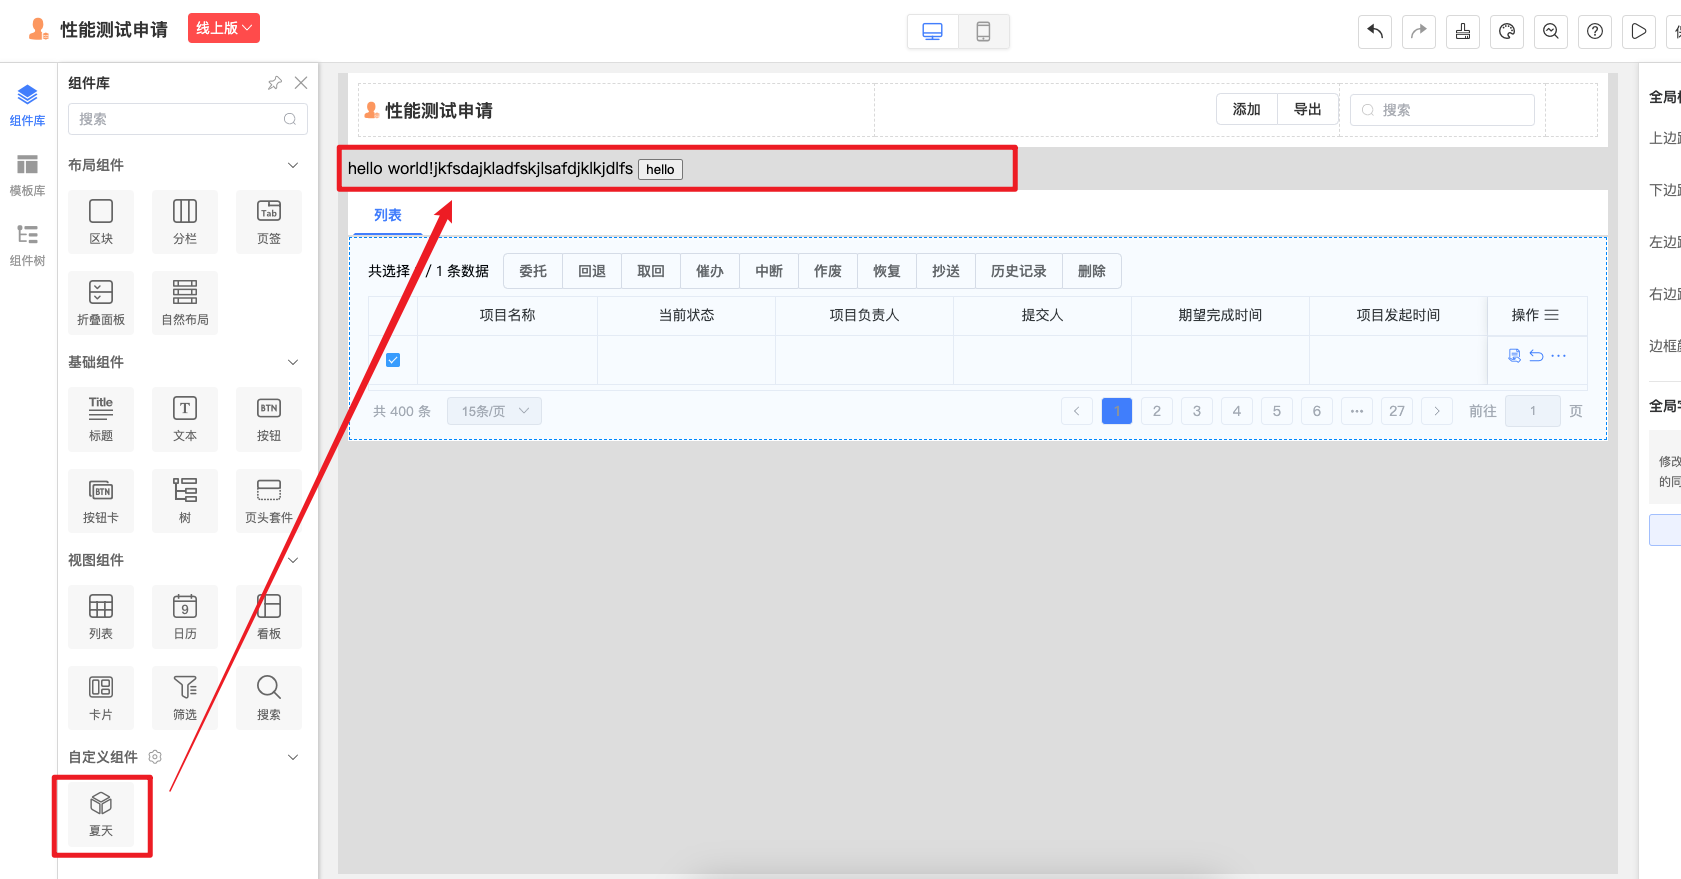 性能测试申请
线上版
组件库
模板库
组件树
组件库
搜索
布局组件
区块
分栏
Tab
页签
折叠面板
自然布局
基础组件
Title
标题
T
文本
BTN
按钮
BTN
按钮卡
树
页头套件
视图组件
列表
9
日历
看板
卡片
筛选
搜索
自定义组件
夏天
性能测试申请
添加
导出
搜索
hello world!jkfsdajkladfskjlsafdjklkjdlfs
hello
列表
共选择 / 1 条数据
委托 回退 取回 催办 中断 作废 恢复 抄送 历史记录 删除
项目名称 当前状态 项目负责人 提交人 期望完成时间 项目发起时间 操作
共 400 条 15条/页 1 2 3 4 5 6 ··· 27 前往 1 页
上边
下边
左边
右边
边框
全局
修改
的同